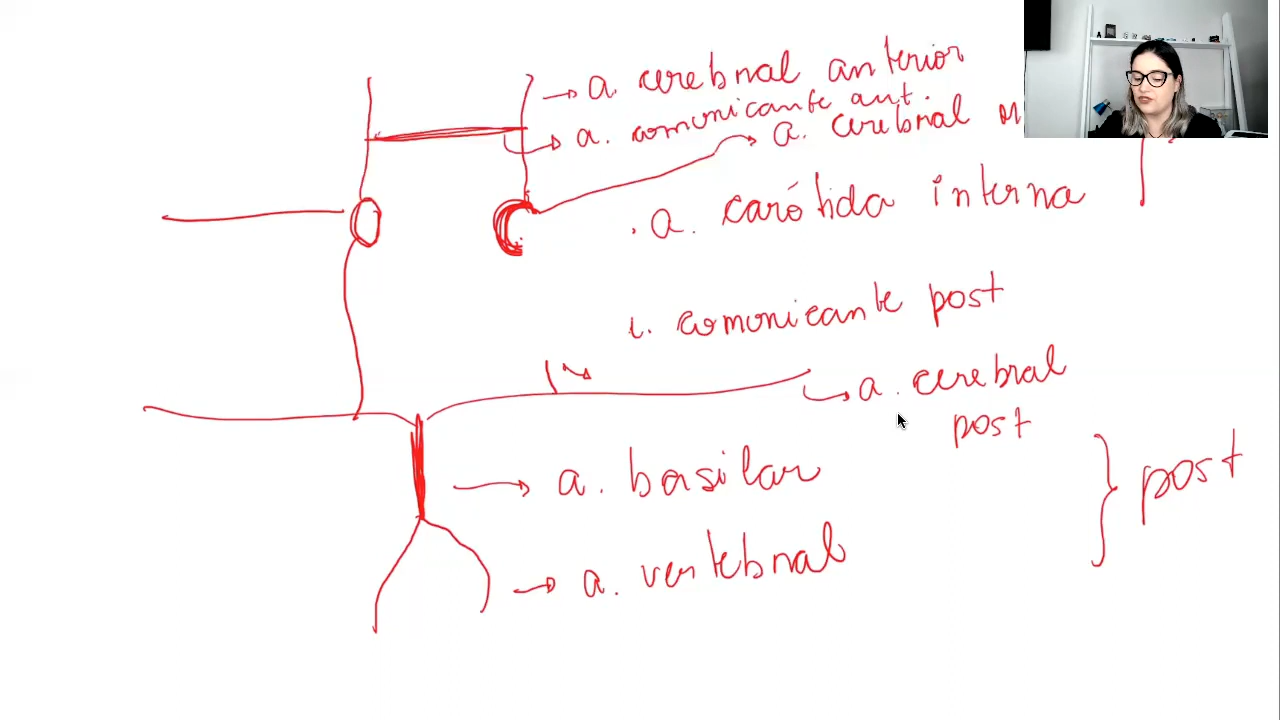 a. cerebral anterior
a. comunicante ant.
a. cerebral
. a. carótida interna
comunicante post
a. cerebral
post
a. basilar
} post
a. vertebral